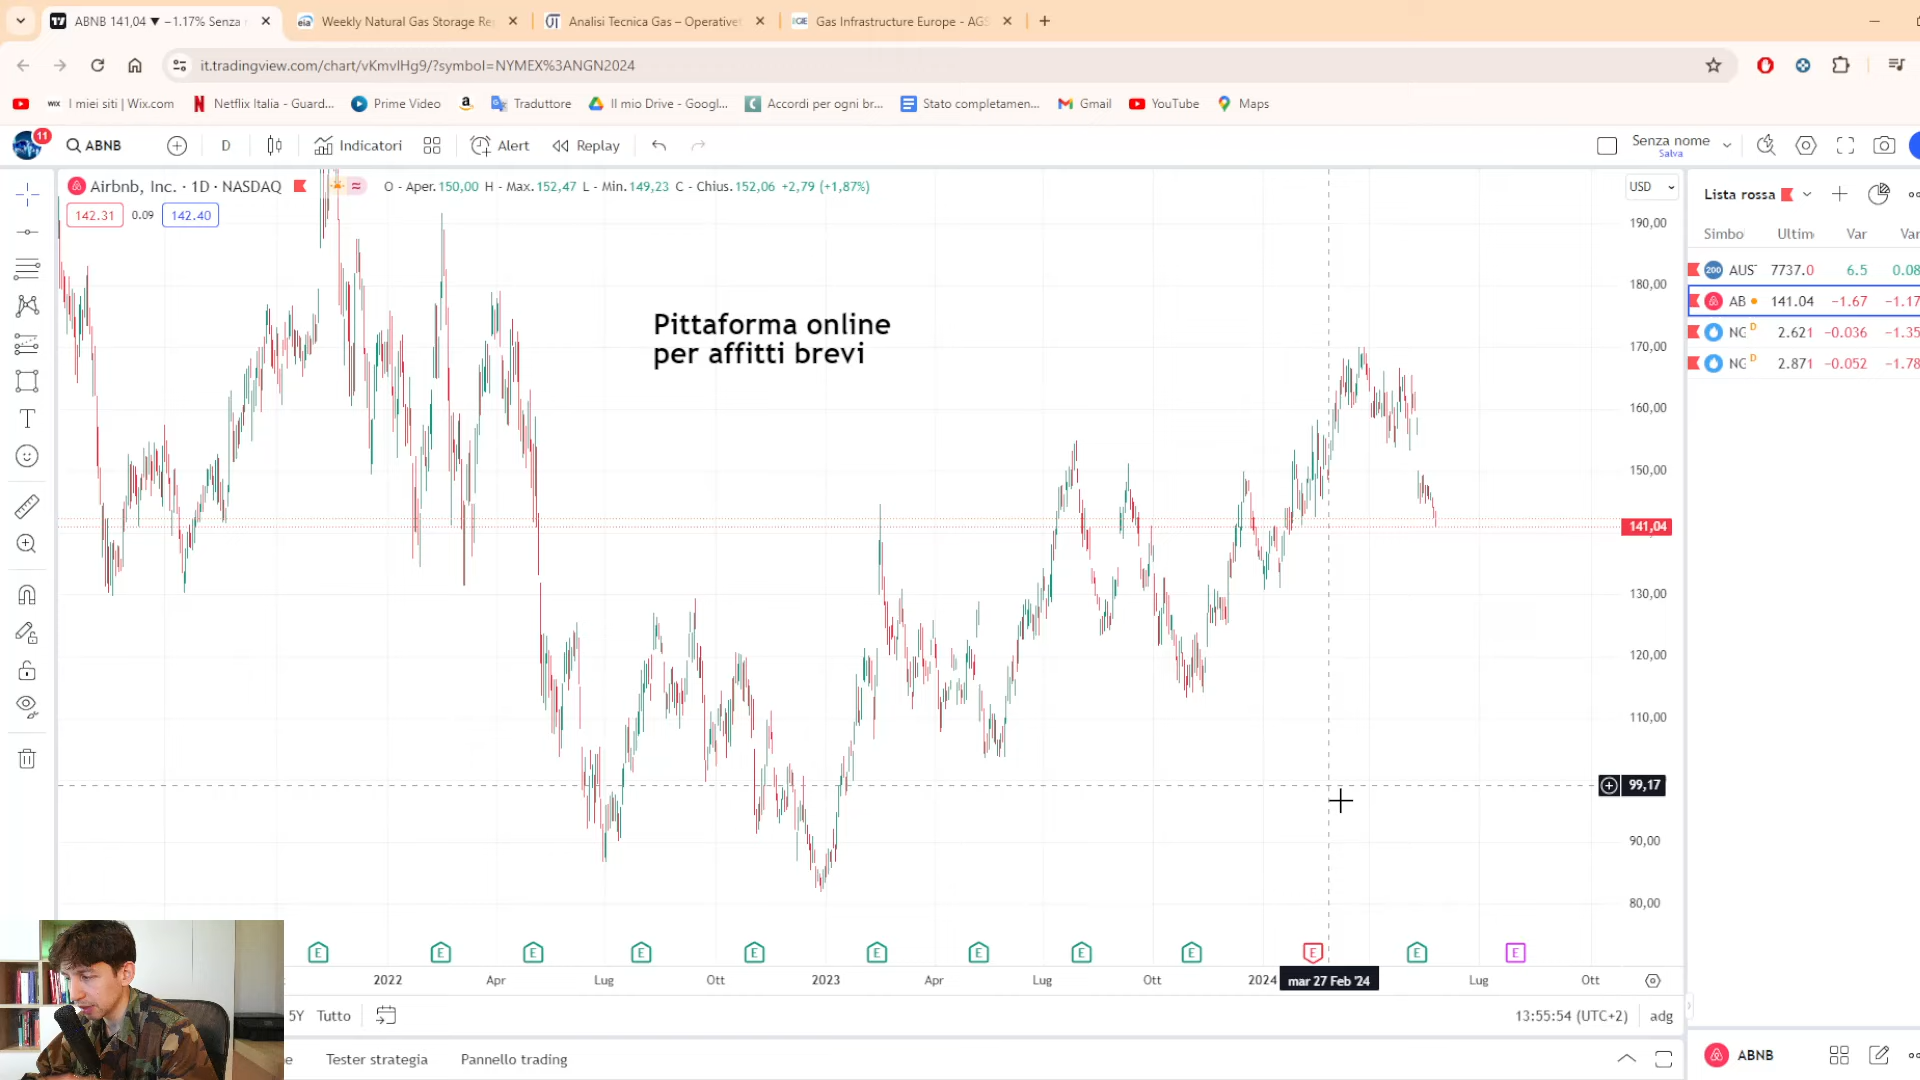 ABNB 141,04 ▼ −1.17% Senza
Weekly Natural Gas Storage Re
Analisi Tecnica Gas – Operativet
Gas Infrastructure Europe - AGS
it.tradingview.com/chart/vKmvlHg9/?symbol=NYMEX%3ANGN2024
I miei siti | Wix.com
Netflix Italia - Guard...
Prime Video
Traduttore
Il mio Drive - Googl...
Accordi per ogni br...
Stato completamen...
Gmail
YouTube
Maps
11
ABNB
D
Indicatori
Alert
Replay
Senza nome
Salva
Airbnb, Inc. · 1D · NASDAQ
O - Aper. 150,00 H - Max. 152,47 L - Min. 149,23 C - Chius. 152,06 +2,79 (+1,87%)
142.31
0.09
142.40
USD
Pittaforma online
per affitti brevi
190,00
180,00
170,00
160,00
150,00
141,04
130,00
120,00
110,00
99,17
90,00
80,00
Lista rossa
Simbo Ultim Var Var
200 AUS 7737.0 6.5 0.08
AB 141.04 −1.67 −1.17
NG D 2.621 −0.036 −1.35
NG D 2.871 −0.052 −1.78
E E E E E E E E E E E E
2022 Apr Lug Ott 2023 Apr Lug Ott 2024 mar 27 Feb '24 Lug Ott
5Y Tutto
13:55:54 (UTC+2)
adg
e
Tester strategia
Pannello trading
ABNB